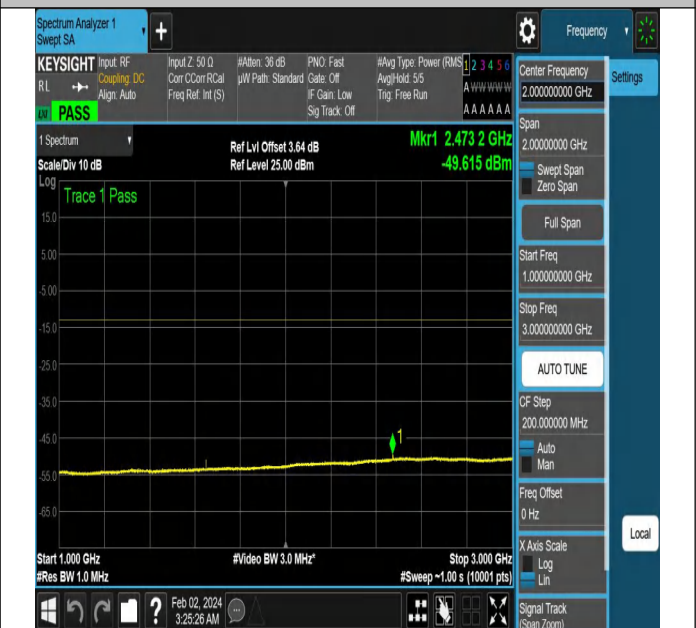 Spectrum Analyzer 1
Swept SA
Frequency
KEYSIGHT
RL
PASS
Input: RF
Coupling: DC
Align: Auto
Input Z: 50 Ω
Corr CCorr RCal
Freq Ref: Int (S)
#Atten: 36 dB
µW Path: Standard
PNO: Fast
Gate: Off
IF Gain: Low
Sig Track: Off
#Avg Type: Power (RMS)
Avg|Hold: 5/5
Trig: Free Run
1 2 3 4 5 6
A W W W W W
A A A A A A
1 Spectrum
Scale/Div 10 dB
Log
Ref Lvl Offset 3.64 dB
Ref Level 25.00 dBm
Mkr1 2.473 2 GHz
-49.615 dBm
Trace 1 Pass
15.0
5.00
-5.00
-15.0
-25.0
-35.0
-45.0
-55.0
-65.0
1
Start 1.000 GHz
#Res BW 1.0 MHz
#Video BW 3.0 MHz*
Stop 3.000 GHz
#Sweep ~1.00 s (10001 pts)
Feb 02, 2024
3:25:26 AM
Center Frequency
2.000000000 GHz
Span
2.00000000 GHz
Swept Span
Zero Span
Full Span
Start Freq
1.000000000 GHz
Stop Freq
3.000000000 GHz
AUTO TUNE
CF Step
200.000000 MHz
Auto
Man
Freq Offset
0 Hz
X Axis Scale
Log
Lin
Signal Track
(Span Zoom)
Settings
Local